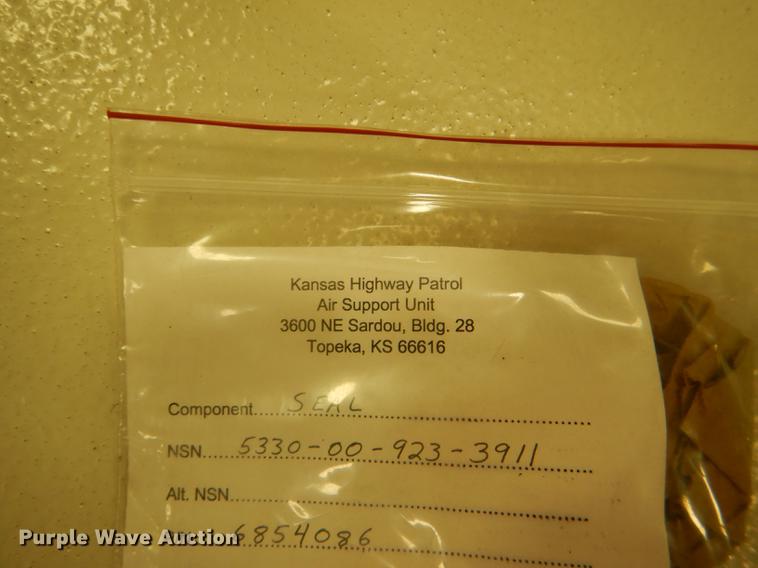 Kansas Highway Patrol
Air Support Unit
3600 NE Sardou, Bldg. 28
Topeka, KS 66616
Component.... SEAL
NSN.... 5330-00-923-3911
Alt. NSN....
6854086
Purple Wave Auction